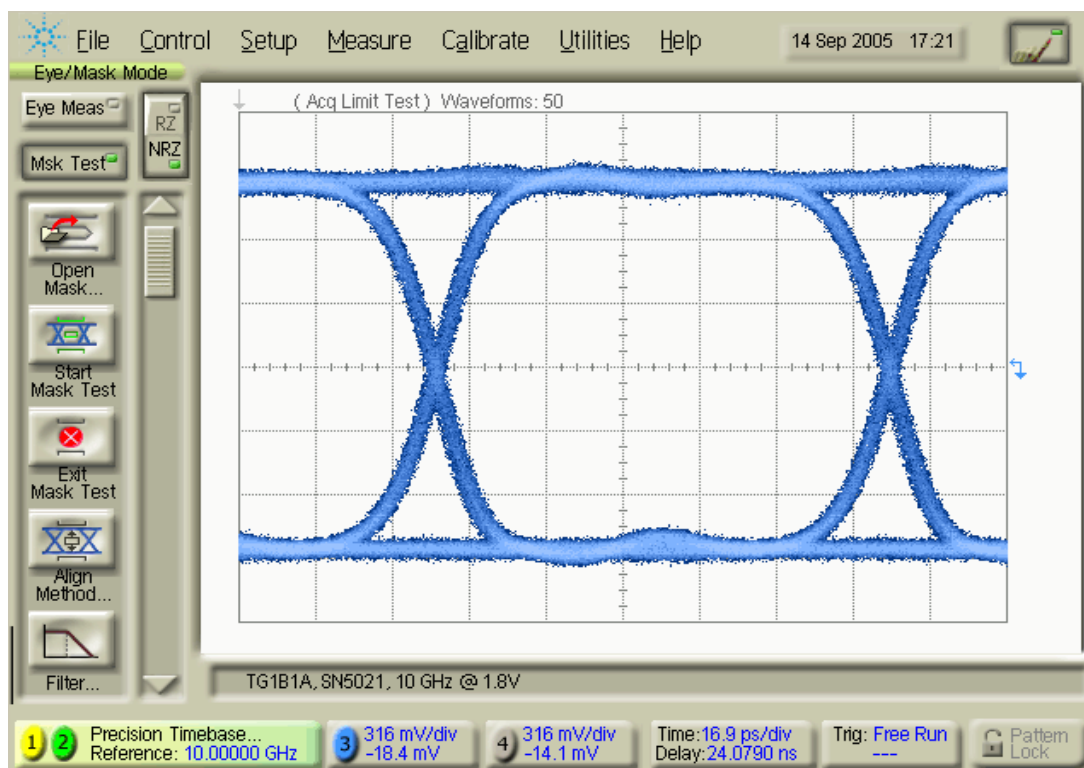 File Control Setup Measure Calibrate Utilities Help 14 Sep 2005 17:21
Eye/Mask Mode
Eye Meas
RZ
NRZ
Msk Test
( Acq Limit Test ) Waveforms: 50
Open
Mask...
Start
Mask Test
Exit
Mask Test
Align
Method...
Filter...
TG1B1A, SN5021, 10 GHz @ 1.8V
1 2 Precision Timebase...
Reference: 10.00000 GHz
3 316 mV/div
-18.4 mV
4 316 mV/div
-14.1 mV
Time:16.9 ps/div
Delay:24.0790 ns
Trig: Free Run
---
Pattern
Lock